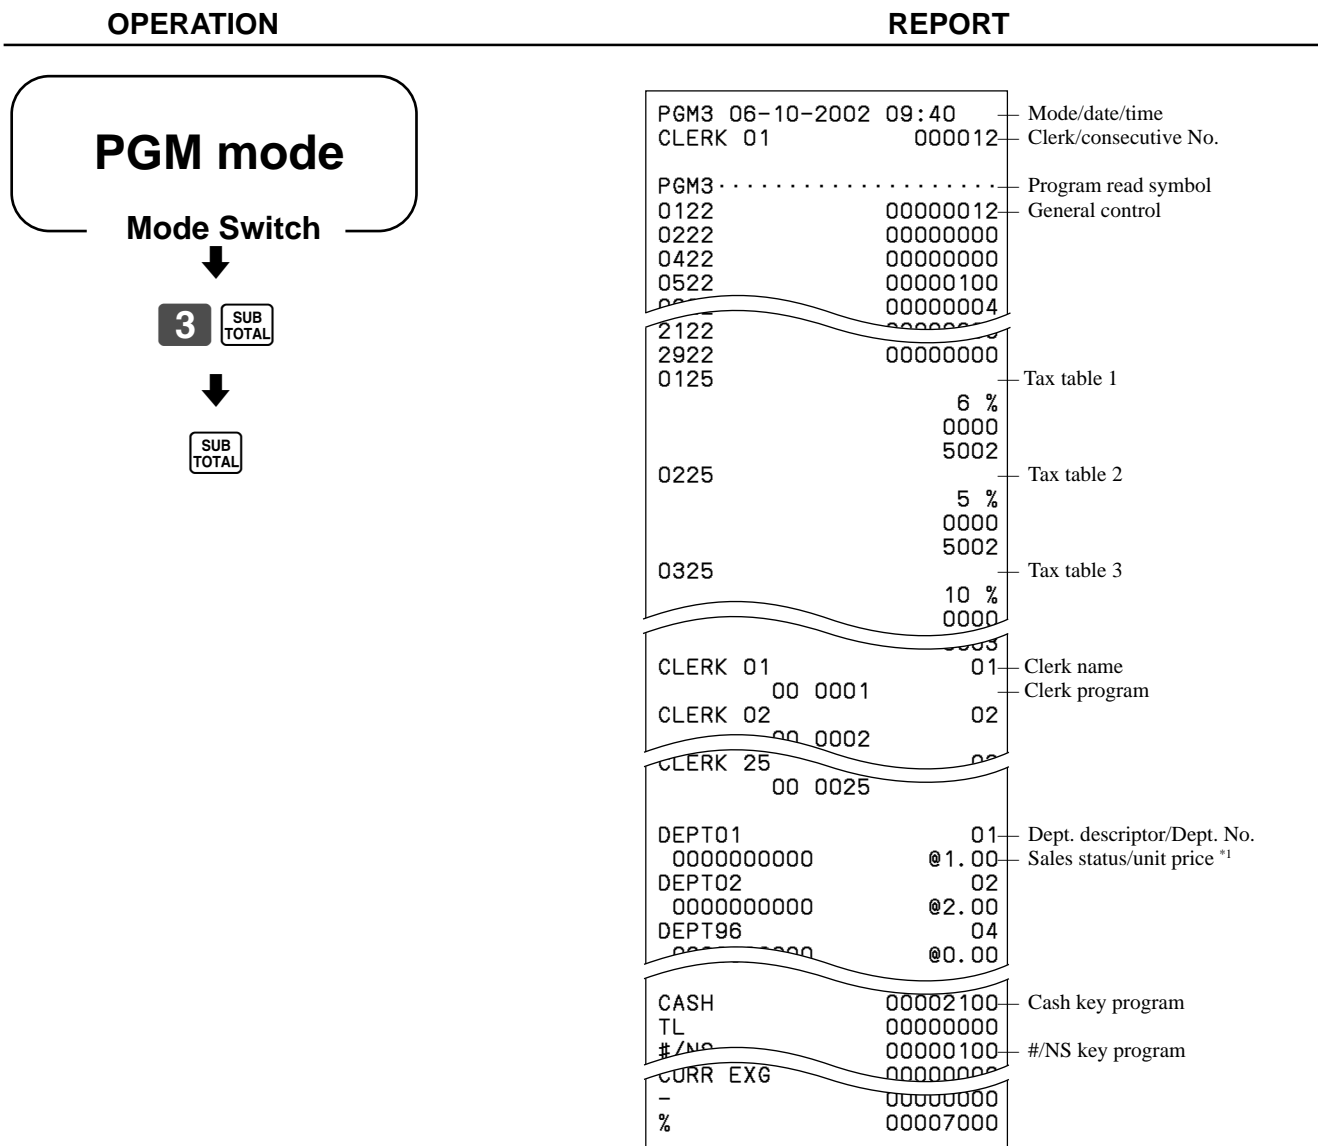 OPERATION
REPORT
PGM mode
Mode Switch
3 SUB TOTAL
SUB TOTAL
PGM3 06-10-2002 09:40 Mode/date/time
CLERK 01 000012 Clerk/consecutive No.
PGM3····················· Program read symbol
0122 00000012 General control
0222 00000000
0422 00000000
0522 00000100
00000004
2122
2922 00000000
0125 Tax table 1
6 %
0000
5002
0225 Tax table 2
5 %
0000
5002
0325 Tax table 3
10 %
0000
CLERK 01 01 Clerk name
00 0001 Clerk program
CLERK 02 02
00 0002
CLERK 25
00 0025
DEPT01 01 Dept. descriptor/Dept. No.
0000000000 @1.00 Sales status/unit price *1
DEPT02 02
0000000000 @2.00
DEPT96 04
@0.00
CASH 00002100 Cash key program
TL 00000000
#/NS 00000100 #/NS key program
CURR EXG 00000000
- 00000000
% 00007000